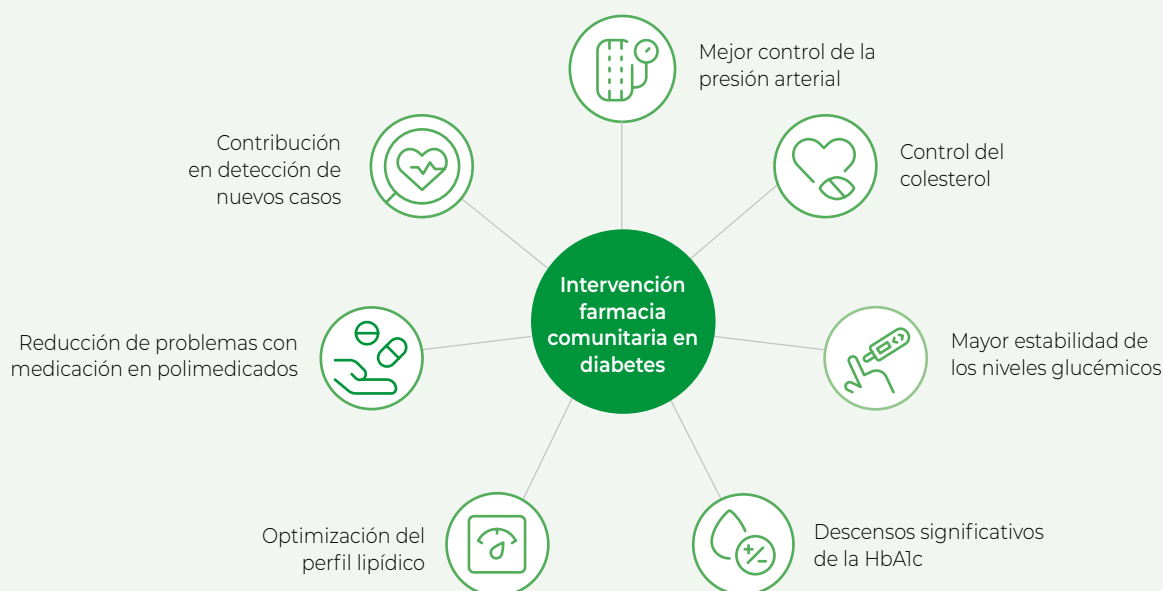 Mejor control de la
presión arterial
Contribución
en detección de
nuevos casos
Control del
colesterol
Intervención
farmacia
comunitaria en
diabetes
Reducción de problemas con
medicación en polimedicados
Mayor estabilidad de
los niveles glucémicos
Optimización del
perfil lipídico
Descensos significativos
de la HbA1c